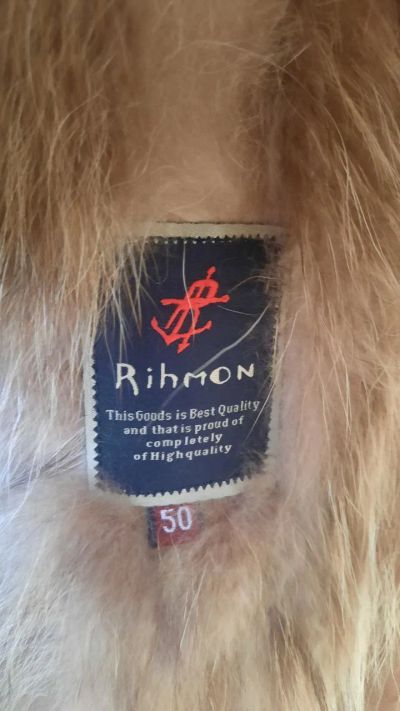 RihmoN
This Goods is Best Quality
and that is proud of
completely
of Highquality
50